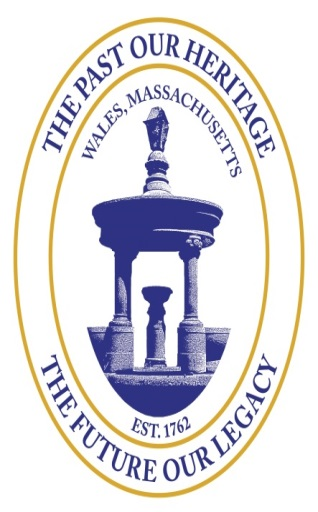 THE PAST OUR HERITAGE
WALES, MASSACHUSETTS
EST. 1762
THE FUTURE OUR LEGACY